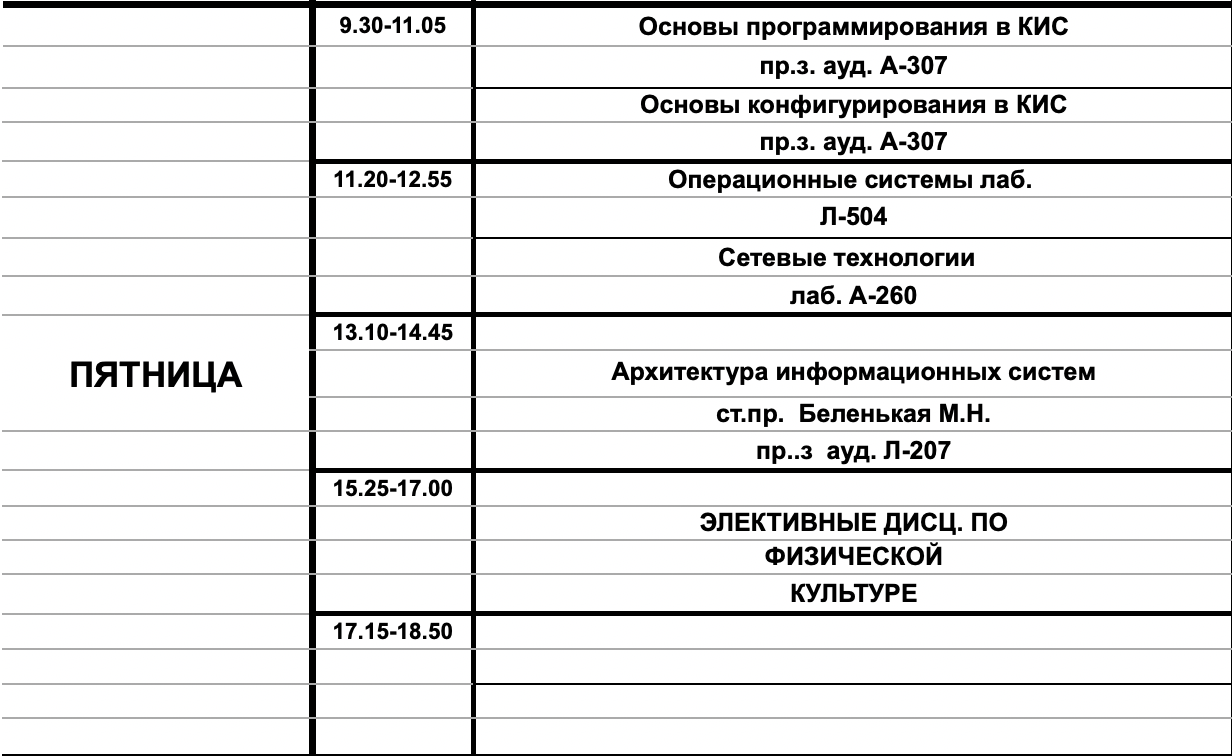 9.30-11.05 Основы программирования в КИС
пр.з. ауд. А-307
Основы конфигурирования в КИС
пр.з. ауд. А-307
11.20-12.55 Операционные системы лаб.
Л-504
Сетевые технологии
лаб. А-260
13.10-14.45
ПЯТНИЦА Архитектура информационных систем
ст.пр. Беленькая М.Н.
пр..з ауд. Л-207
15.25-17.00
ЭЛЕКТИВНЫЕ ДИСЦ. ПО
ФИЗИЧЕСКОЙ
КУЛЬТУРЕ
17.15-18.50